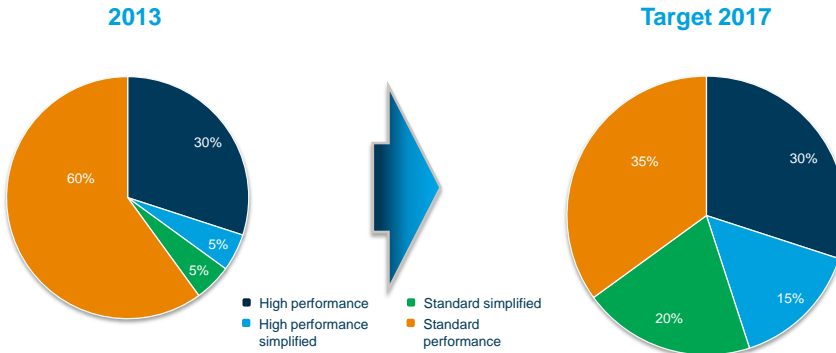 2013
Target 2017
30%
60%
5%
5%
30%
35%
15%
20%
High performance
High performance
simplified
Standard simplified
Standard
performance